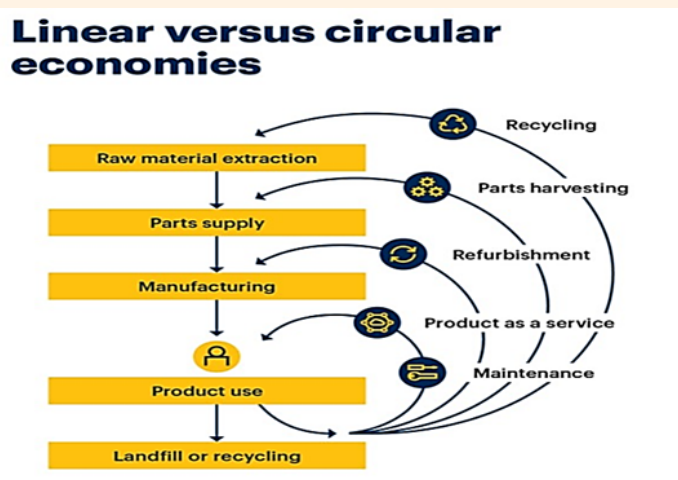 Linear versus circular
economies
Recycling
Raw material extraction
Parts harvesting
Parts supply
Refurbishment
Manufacturing
Product as a service
Maintenance
Product use
Landfill or recycling